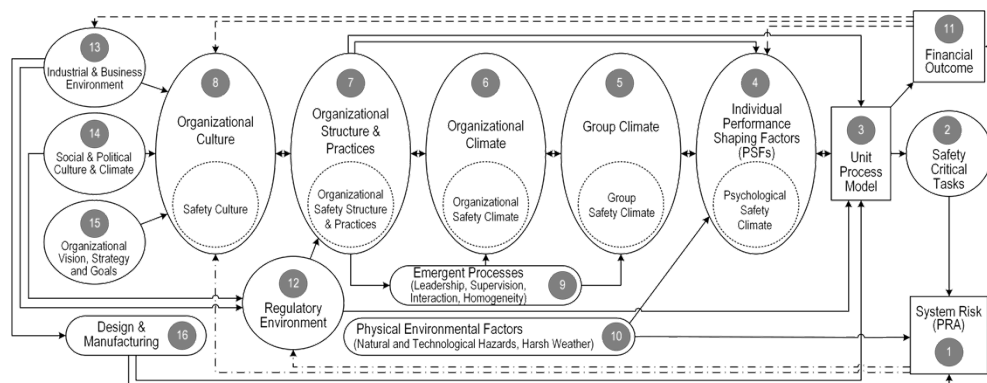 13
Industrial & Business
Environment
14
Social & Political
Culture & Climate
15
Organizational
Vision, Strategy
and Goals
8
Organizational
Culture
Safety Culture
7
Organizational
Structure &
Practices
Organizational
Safety Structure
& Practices
6
Organizational
Climate
Organizational
Safety Climate
5
Group Climate
Group
Safety Climate
4
Individual
Performance
Shaping Factors
(PSFs)
Psychological
Safety
Climate
3
Unit
Process
Model
11
Financial
Outcome
2
Safety
Critical
Tasks
12
Regulatory
Environment
Emergent Processes
(Leadership, Supervision,
Interaction, Homogeneity)
9
Design &
Manufacturing
16
Physical Environmental Factors
(Natural and Technological Hazards, Harsh Weather)
10
System Risk
(PRA)
1